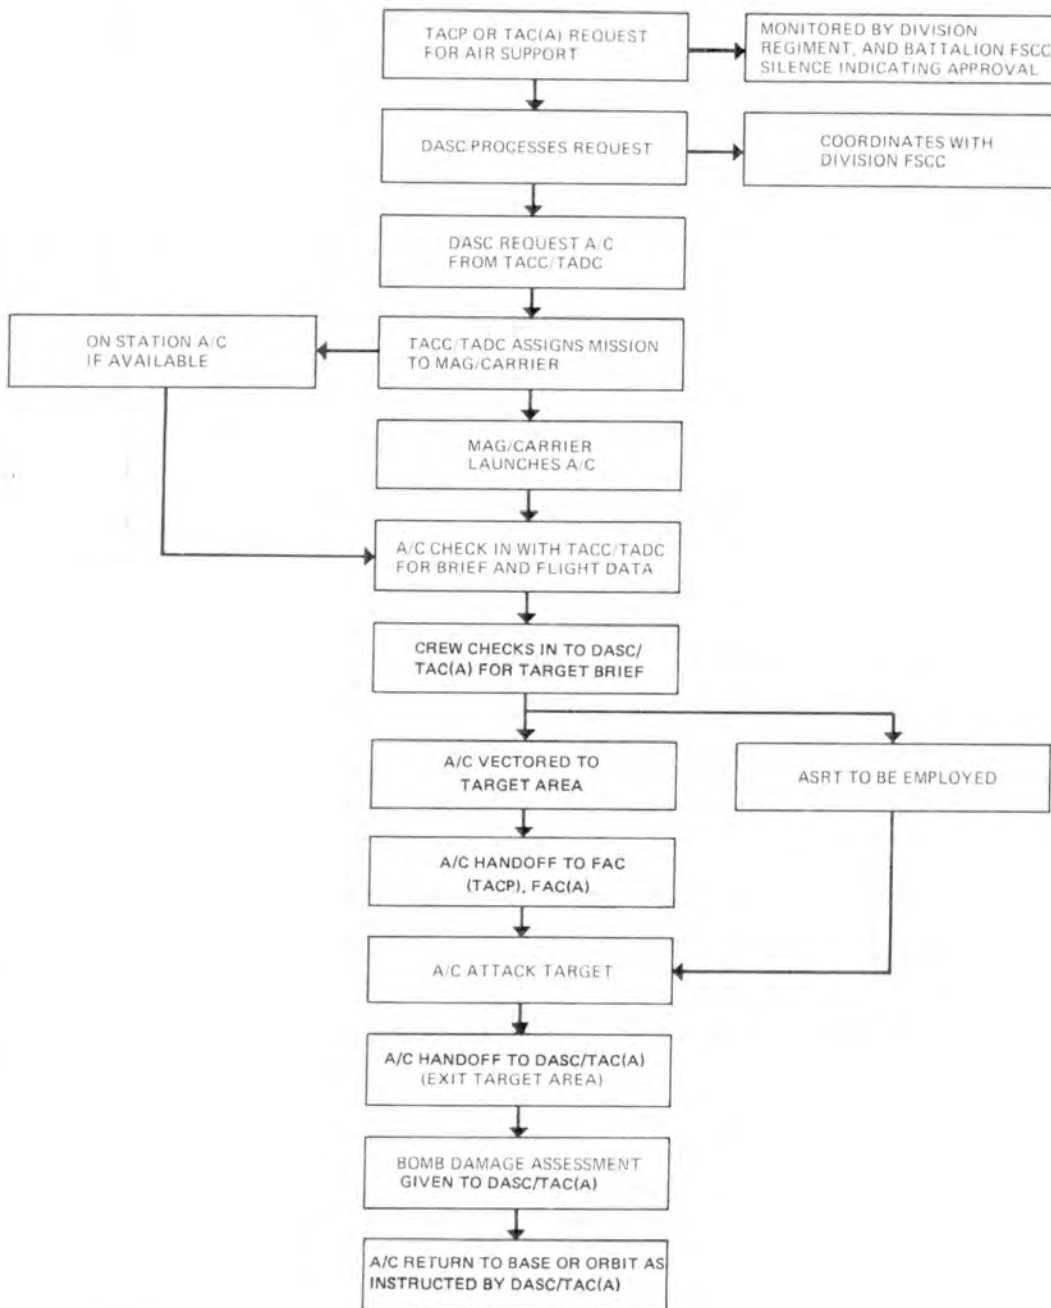 TACP OR TAC(A) REQUEST
FOR AIR SUPPORT
MONITORED BY DIVISION
REGIMENT, AND BATTALION FSCC
SILENCE INDICATING APPROVAL
DASC PROCESSES REQUEST
COORDINATES WITH
DIVISION FSCC
DASC REQUEST A/C
FROM TACC/TADC
ON STATION A/C
IF AVAILABLE
TACC/TADC ASSIGNS MISSION
TO MAG/CARRIER
MAG/CARRIER
LAUNCHES A/C
A/C CHECK IN WITH TACC/TADC
FOR BRIEF AND FLIGHT DATA
CREW CHECKS IN TO DASC/
TAC(A) FOR TARGET BRIEF
A/C VECTORED TO
TARGET AREA
ASRT TO BE EMPLOYED
A/C HANDOFF TO FAC
(TACP), FAC(A)
A/C ATTACK TARGET
A/C HANDOFF TO DASC/TAC(A)
(EXIT TARGET AREA)
BOMB DAMAGE ASSESSMENT
GIVEN TO DASC/TAC(A)
A/C RETURN TO BASE OR ORBIT AS
INSTRUCTED BY DASC/TAC(A)